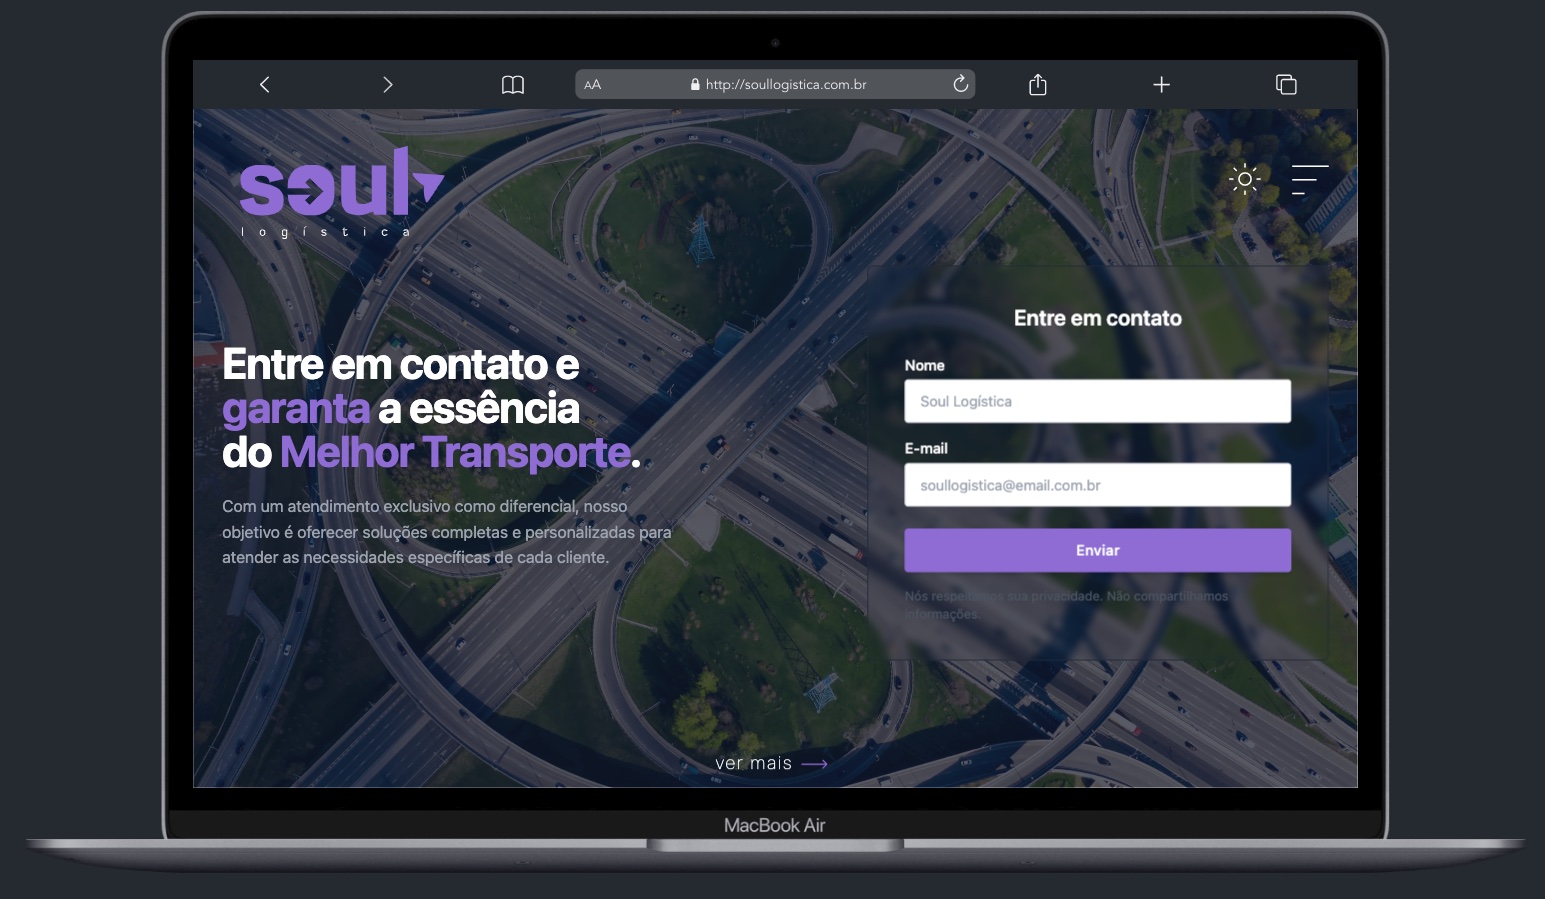 AA
http://soullogistica.com.br
soul
logística
Entre em contato e
garanta a essência
do Melhor Transporte.
Com um atendimento exclusivo como diferencial, nosso
objetivo é oferecer soluções completas e personalizadas para
atender as necessidades específicas de cada cliente.
Entre em contato
Nome
Soul Logística
E-mail
soullogistica@email.com.br
Enviar
Nós respeitamos sua privacidade. Não compartilhamos
informações.
ver mais
MacBook Air